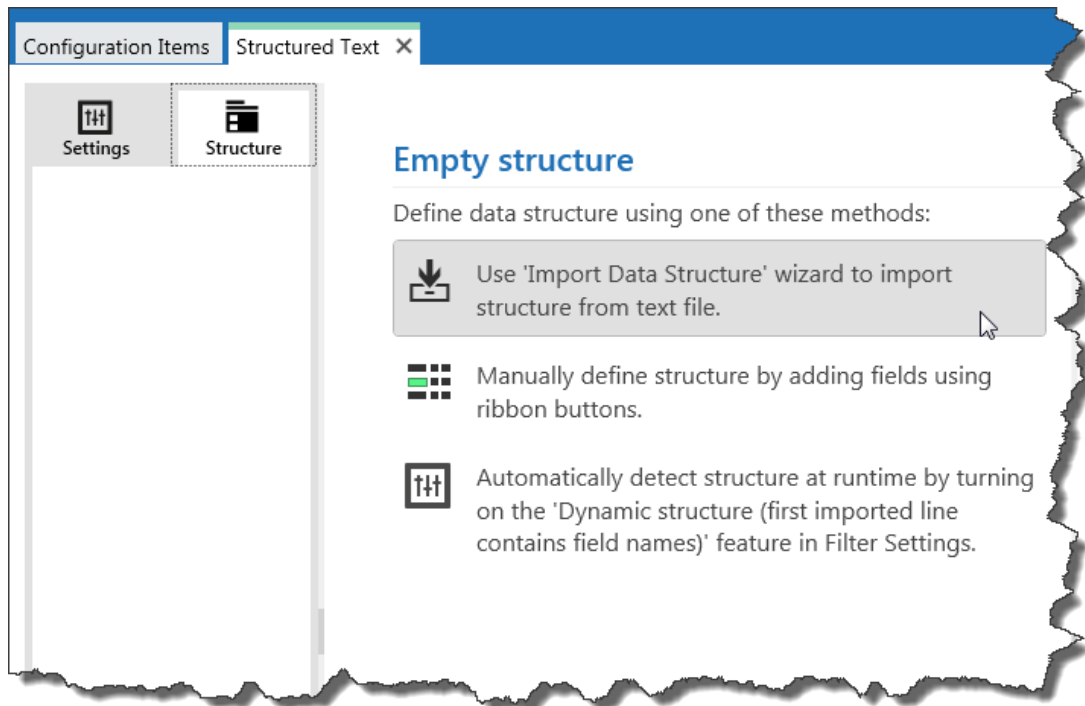 Configuration Items
Structured Text
Settings
Structure
Empty structure
Define data structure using one of these methods:
Use 'Import Data Structure' wizard to import
structure from text file.
Manually define structure by adding fields using
ribbon buttons.
Automatically detect structure at runtime by turning
on the 'Dynamic structure (first imported line
contains field names)' feature in Filter Settings.